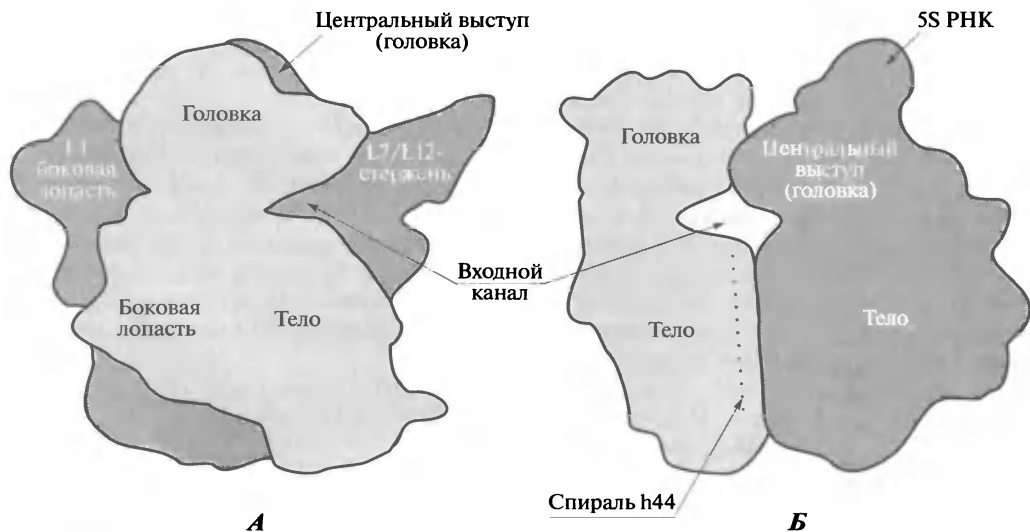 Центральный выступ
(головка)
5S РНК
Головка
L1
боковая
лопасть
L7/L12-
стержень
Головка
Центральный
выступ
(головка)
Входной
канал
Боковая
лопасть
Тело
Тело
Тело
Спираль h44
А
Б